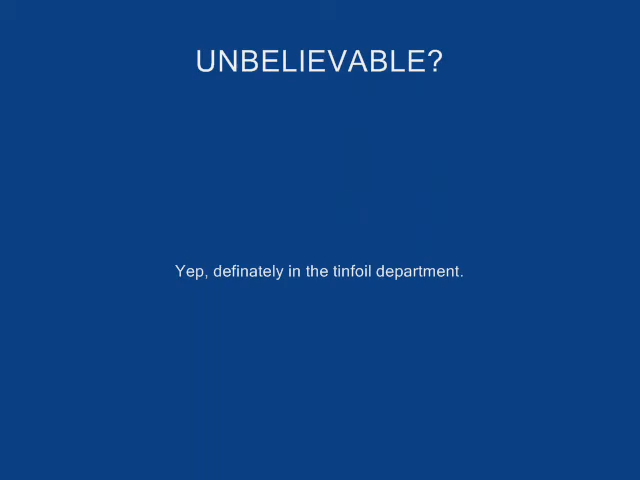 UNBELIEVABLE?
Yep, definately in the tinfoil department.